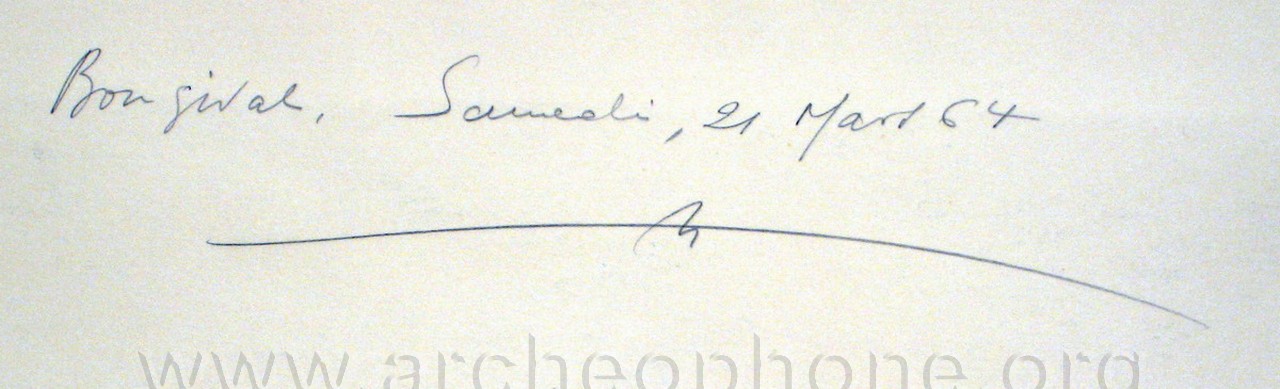 Bougival, Samedi, 21 Mars 64
www.archeophone.org